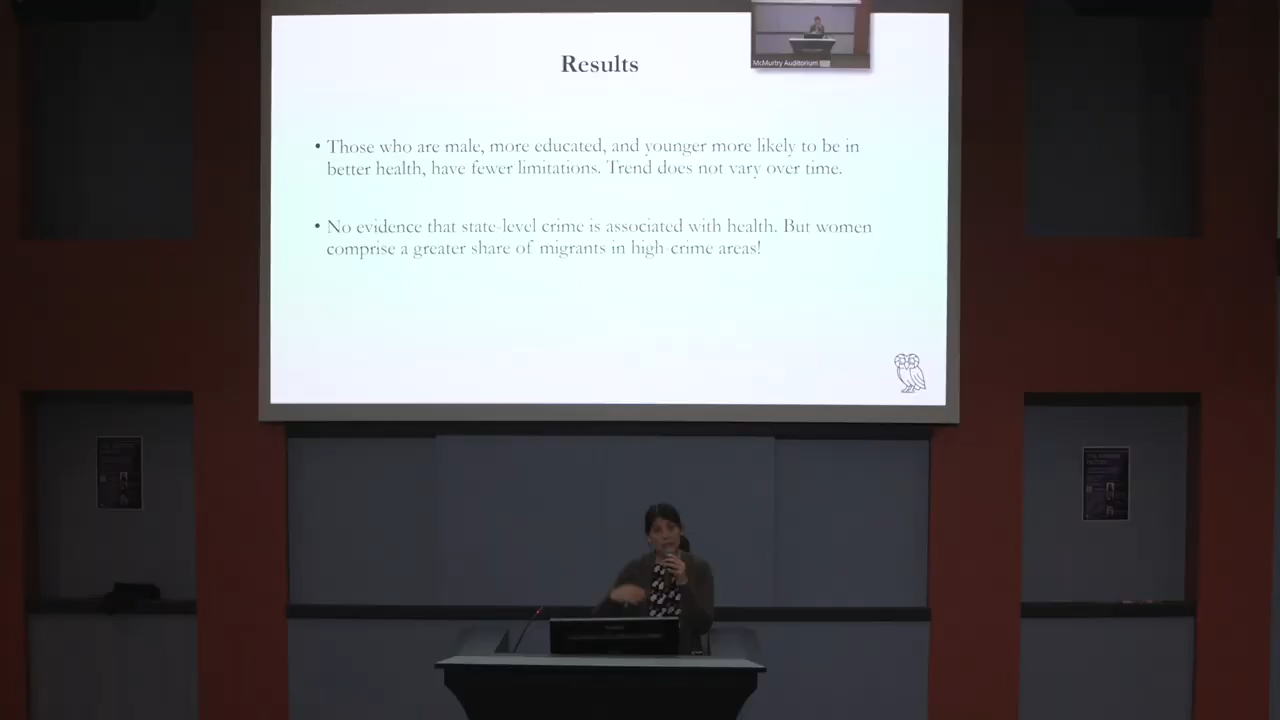 Results
McMurtry Auditorium
• Those who are male, more educated, and younger more likely to be in
better health, have fewer limitations. Trend does not vary over time.
• No evidence that state-level crime is associated with health. But women
comprise a greater share of migrants in high-crime areas!